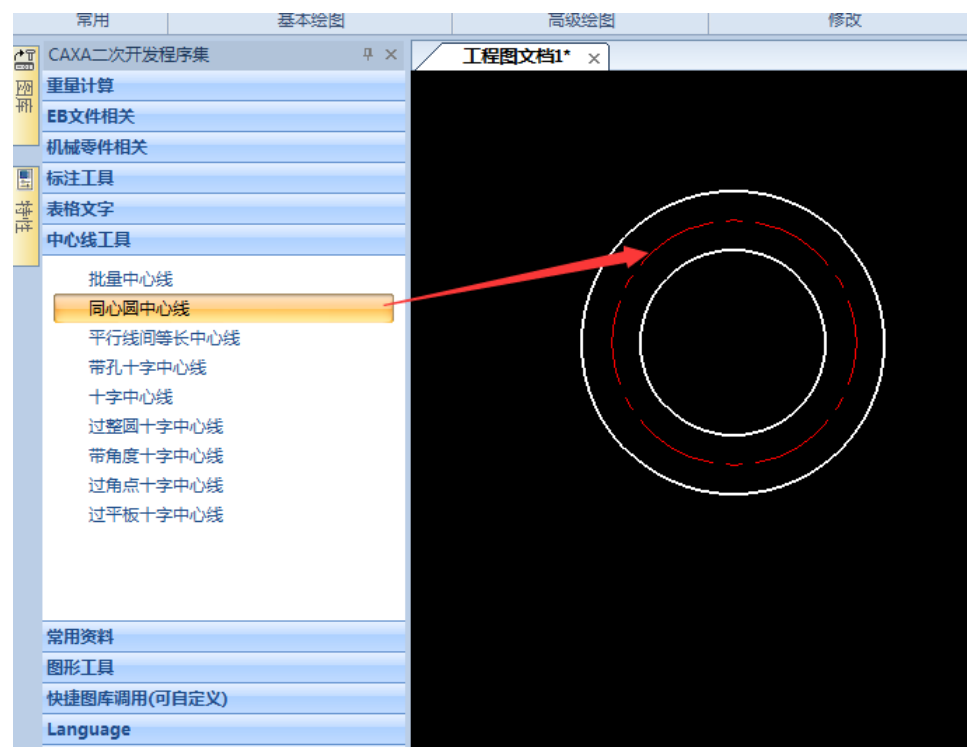 常用 基本绘图 高级绘图 修改
CAXA二次开发程序集
工程图文档1*
图库
特性
重量计算
EB文件相关
机械零件相关
标注工具
表格文字
中心线工具
批量中心线
同心圆中心线
平行线间等长中心线
带孔十字中心线
十字中心线
过整圆十字中心线
带角度十字中心线
过角点十字中心线
过平板十字中心线
常用资料
图形工具
快捷图库调用(可自定义)
Language